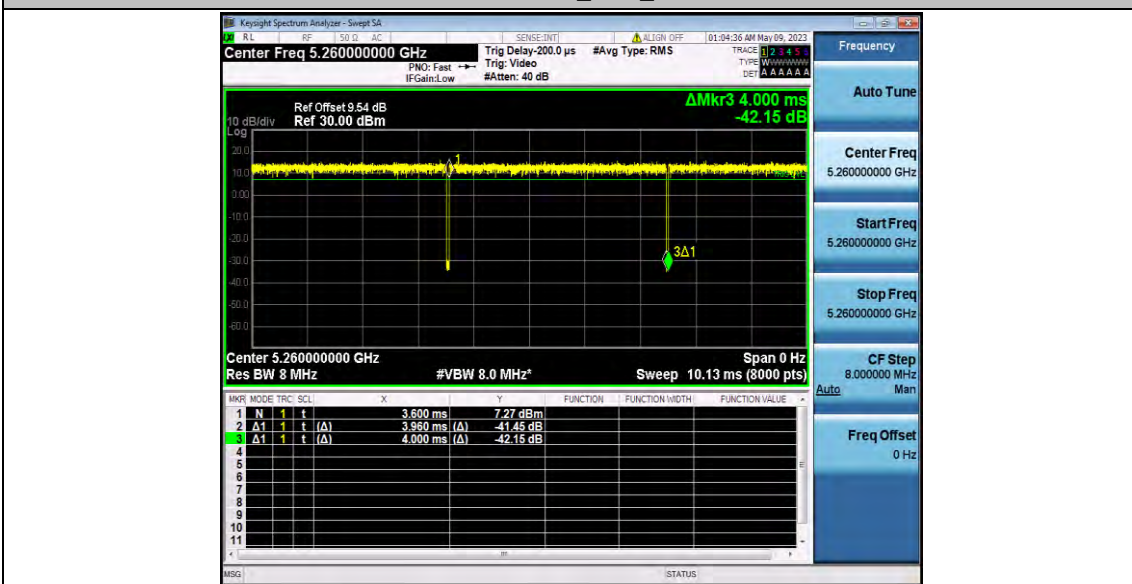 Keysight Spectrum Analyzer - Swept SA
RL RF 50 Ω AC SENSE:INT ALIGN OFF 01:04:36 AM May 09, 2023
Center Freq 5.260000000 GHz
PNO: Fast
IFGain:Low
Trig Delay-200.0 µs
Trig: Video
#Atten: 40 dB
#Avg Type: RMS
TRACE 1 2 3 4 5 6
TYPE W
DET A A A A A A
Frequency
Auto Tune
Center Freq
5.260000000 GHz
Start Freq
5.260000000 GHz
Stop Freq
5.260000000 GHz
CF Step
8.000000 MHz
Auto Man
Freq Offset
0 Hz
ΔMkr3 4.000 ms
-42.15 dB
Ref Offset 9.54 dB
10 dB/div Ref 30.00 dBm
Log
20.0
10.0
0.00
-10.0
-20.0
-30.0
-40.0
-50.0
-60.0
1
3Δ1
Center 5.260000000 GHz Span 0 Hz
Res BW 8 MHz #VBW 8.0 MHz* Sweep 10.13 ms (8000 pts)
MKR MODE TRC SCL X Y FUNCTION FUNCTION WIDTH FUNCTION VALUE
1 N 1 t 3.600 ms 7.27 dBm
2 Δ1 1 t (Δ) 3.960 ms (Δ) -41.45 dB
3 Δ1 1 t (Δ) 4.000 ms (Δ) -42.15 dB
4
5
6
7
8
9
10
11
MSG STATUS